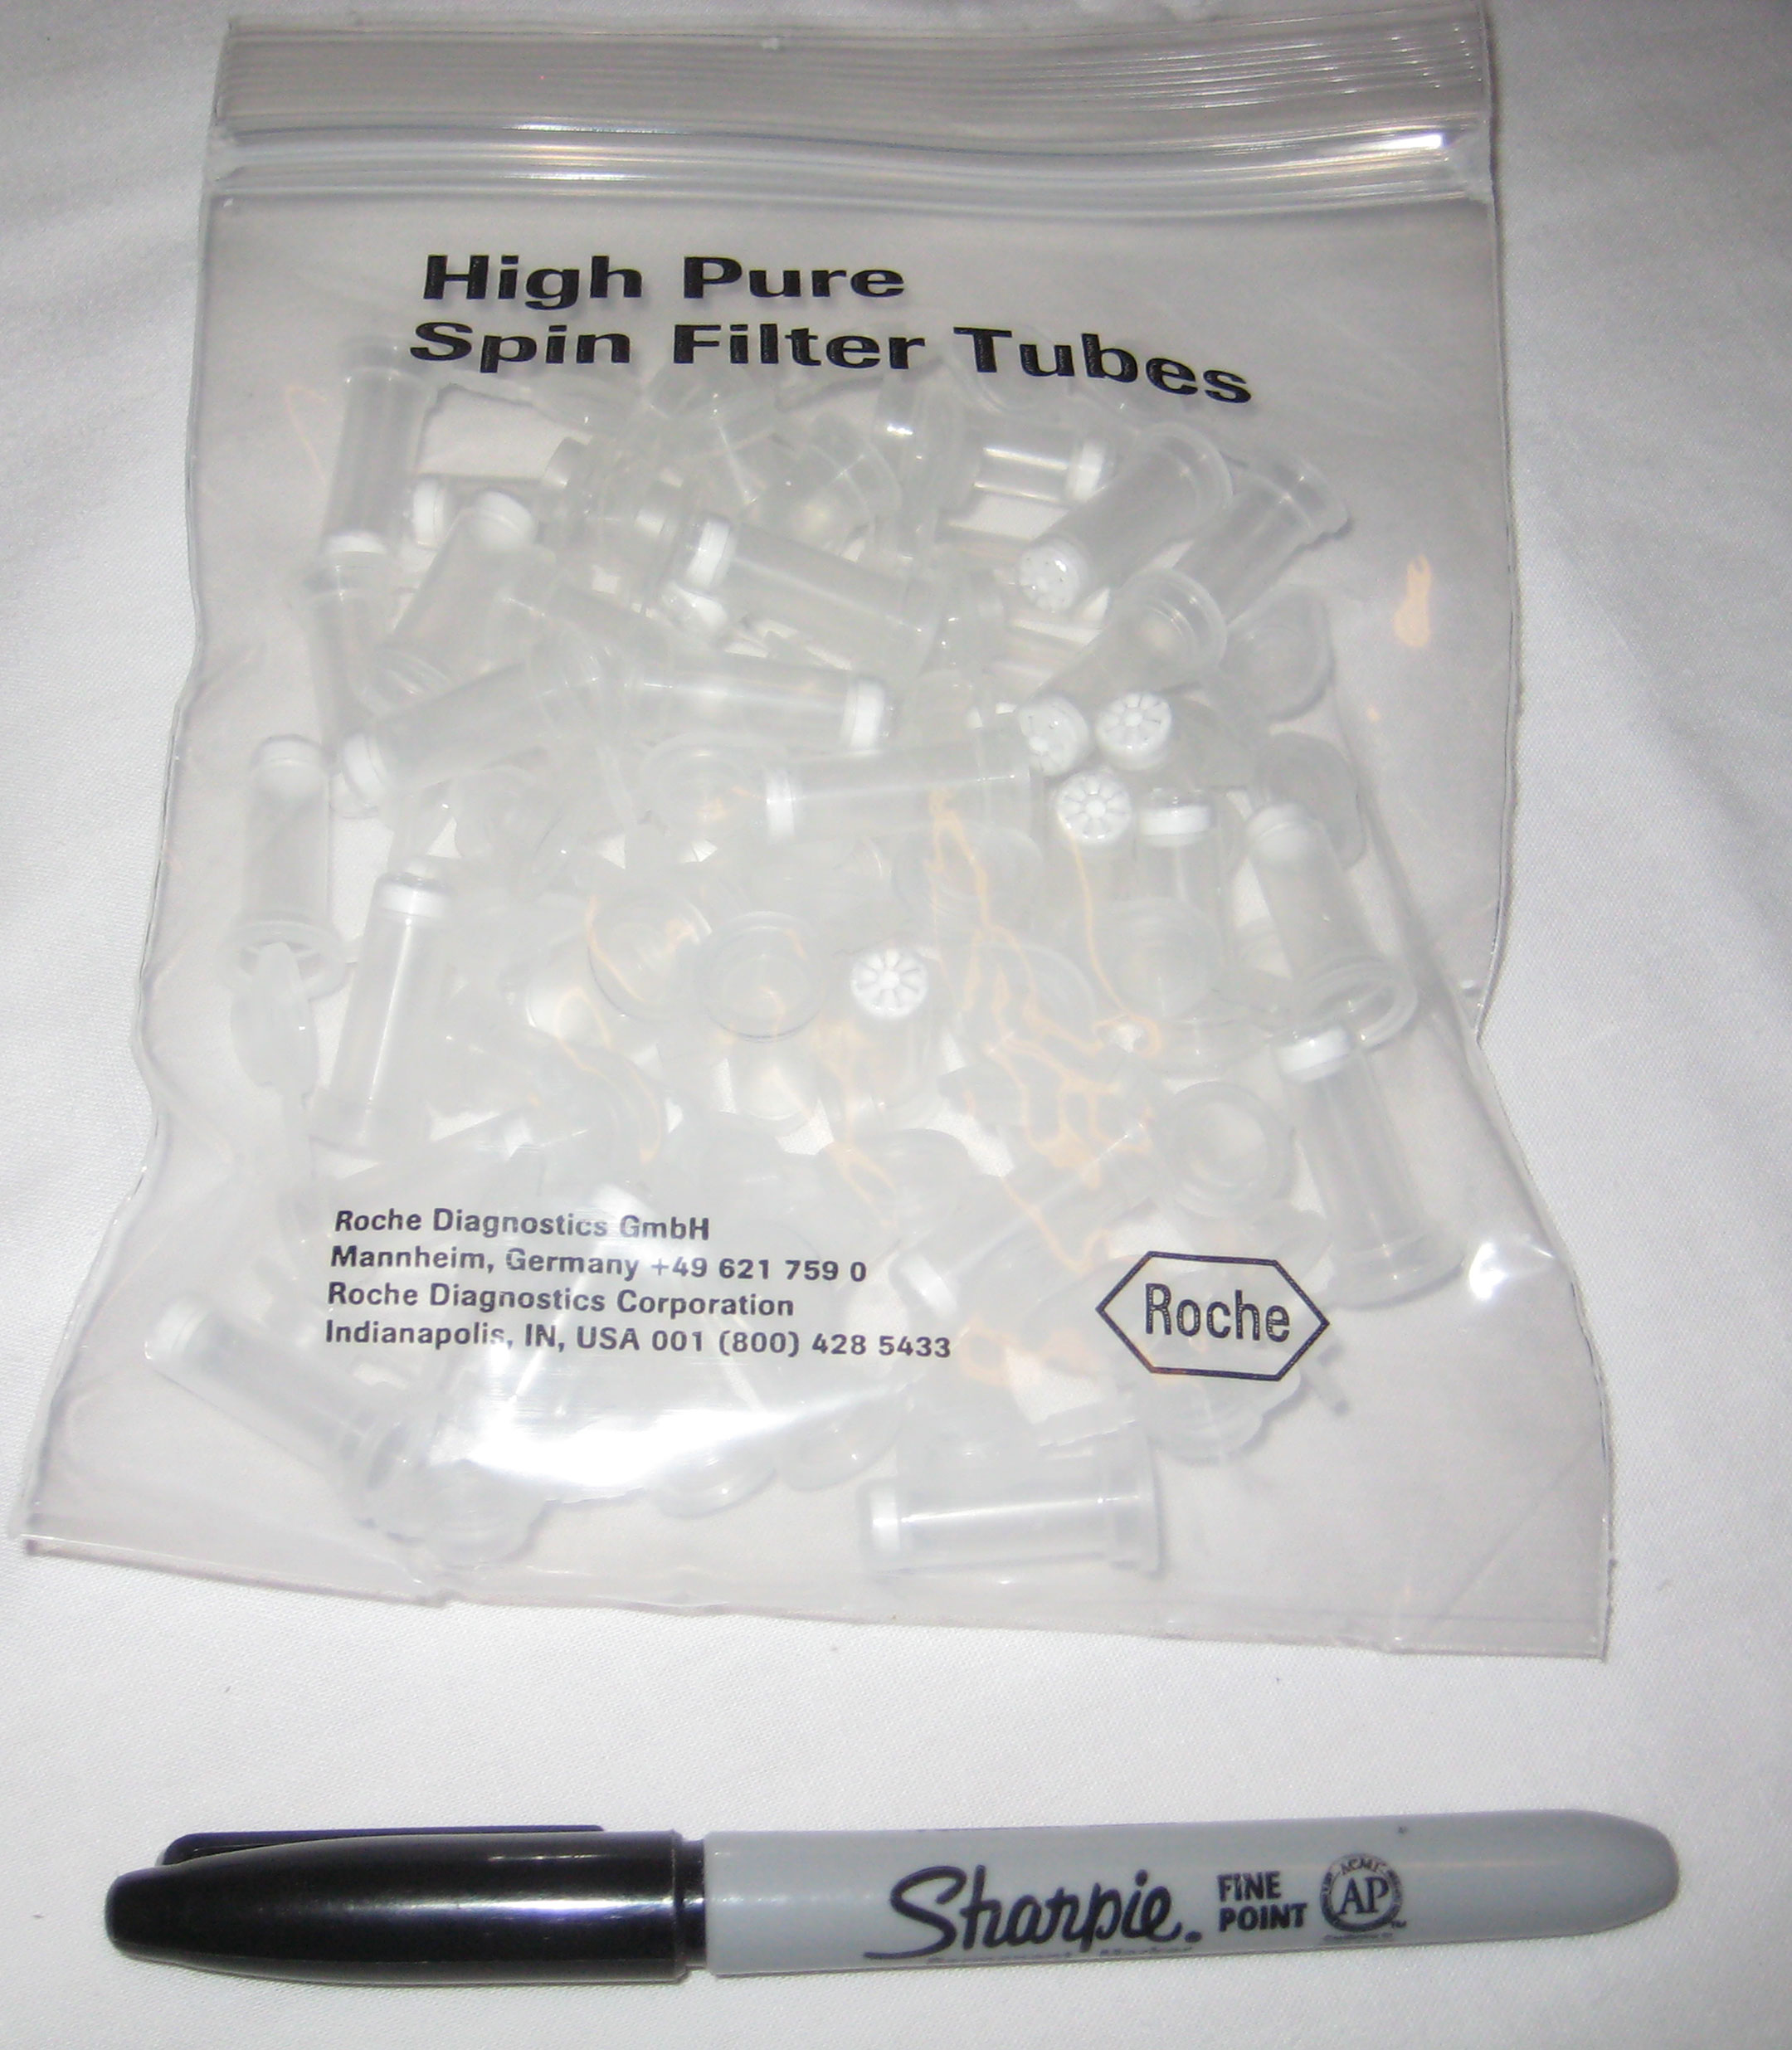 High Pure
Spin Filter Tubes
Roche Diagnostics GmbH
Mannheim, Germany +49 621 759 0
Roche Diagnostics Corporation
Indianapolis, IN, USA 001 (800) 428 5433
Roche
Sharpie.
FINE
POINT
ACMI
AP